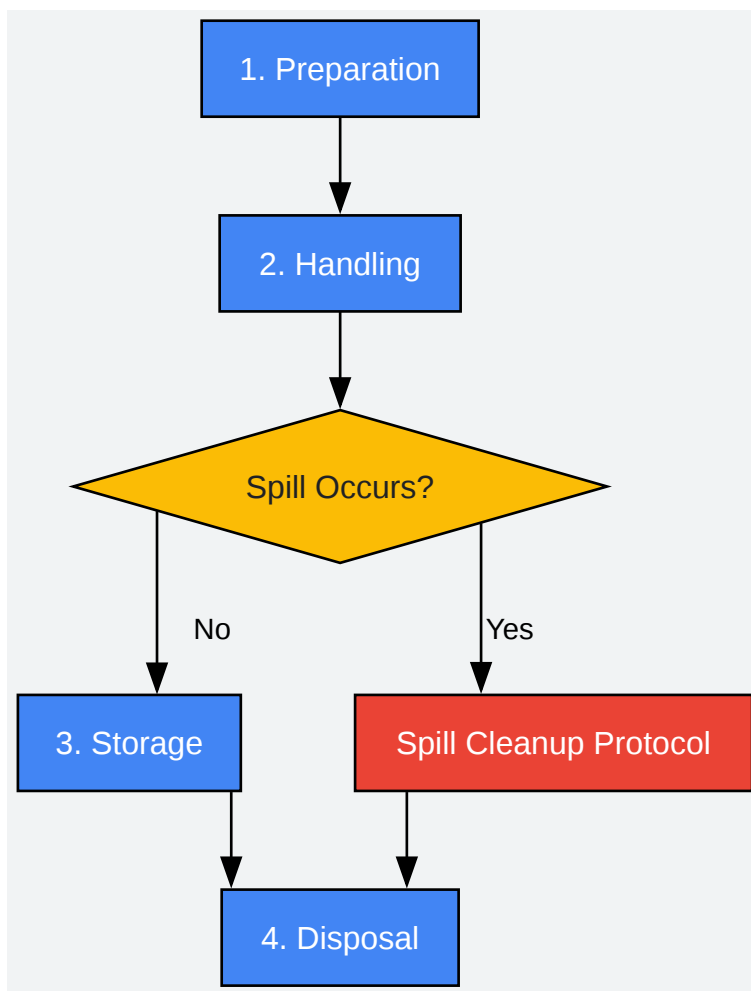 1. Preparation
2. Handling
Spill Occurs?
No
Yes
3. Storage
Spill Cleanup Protocol
4. Disposal